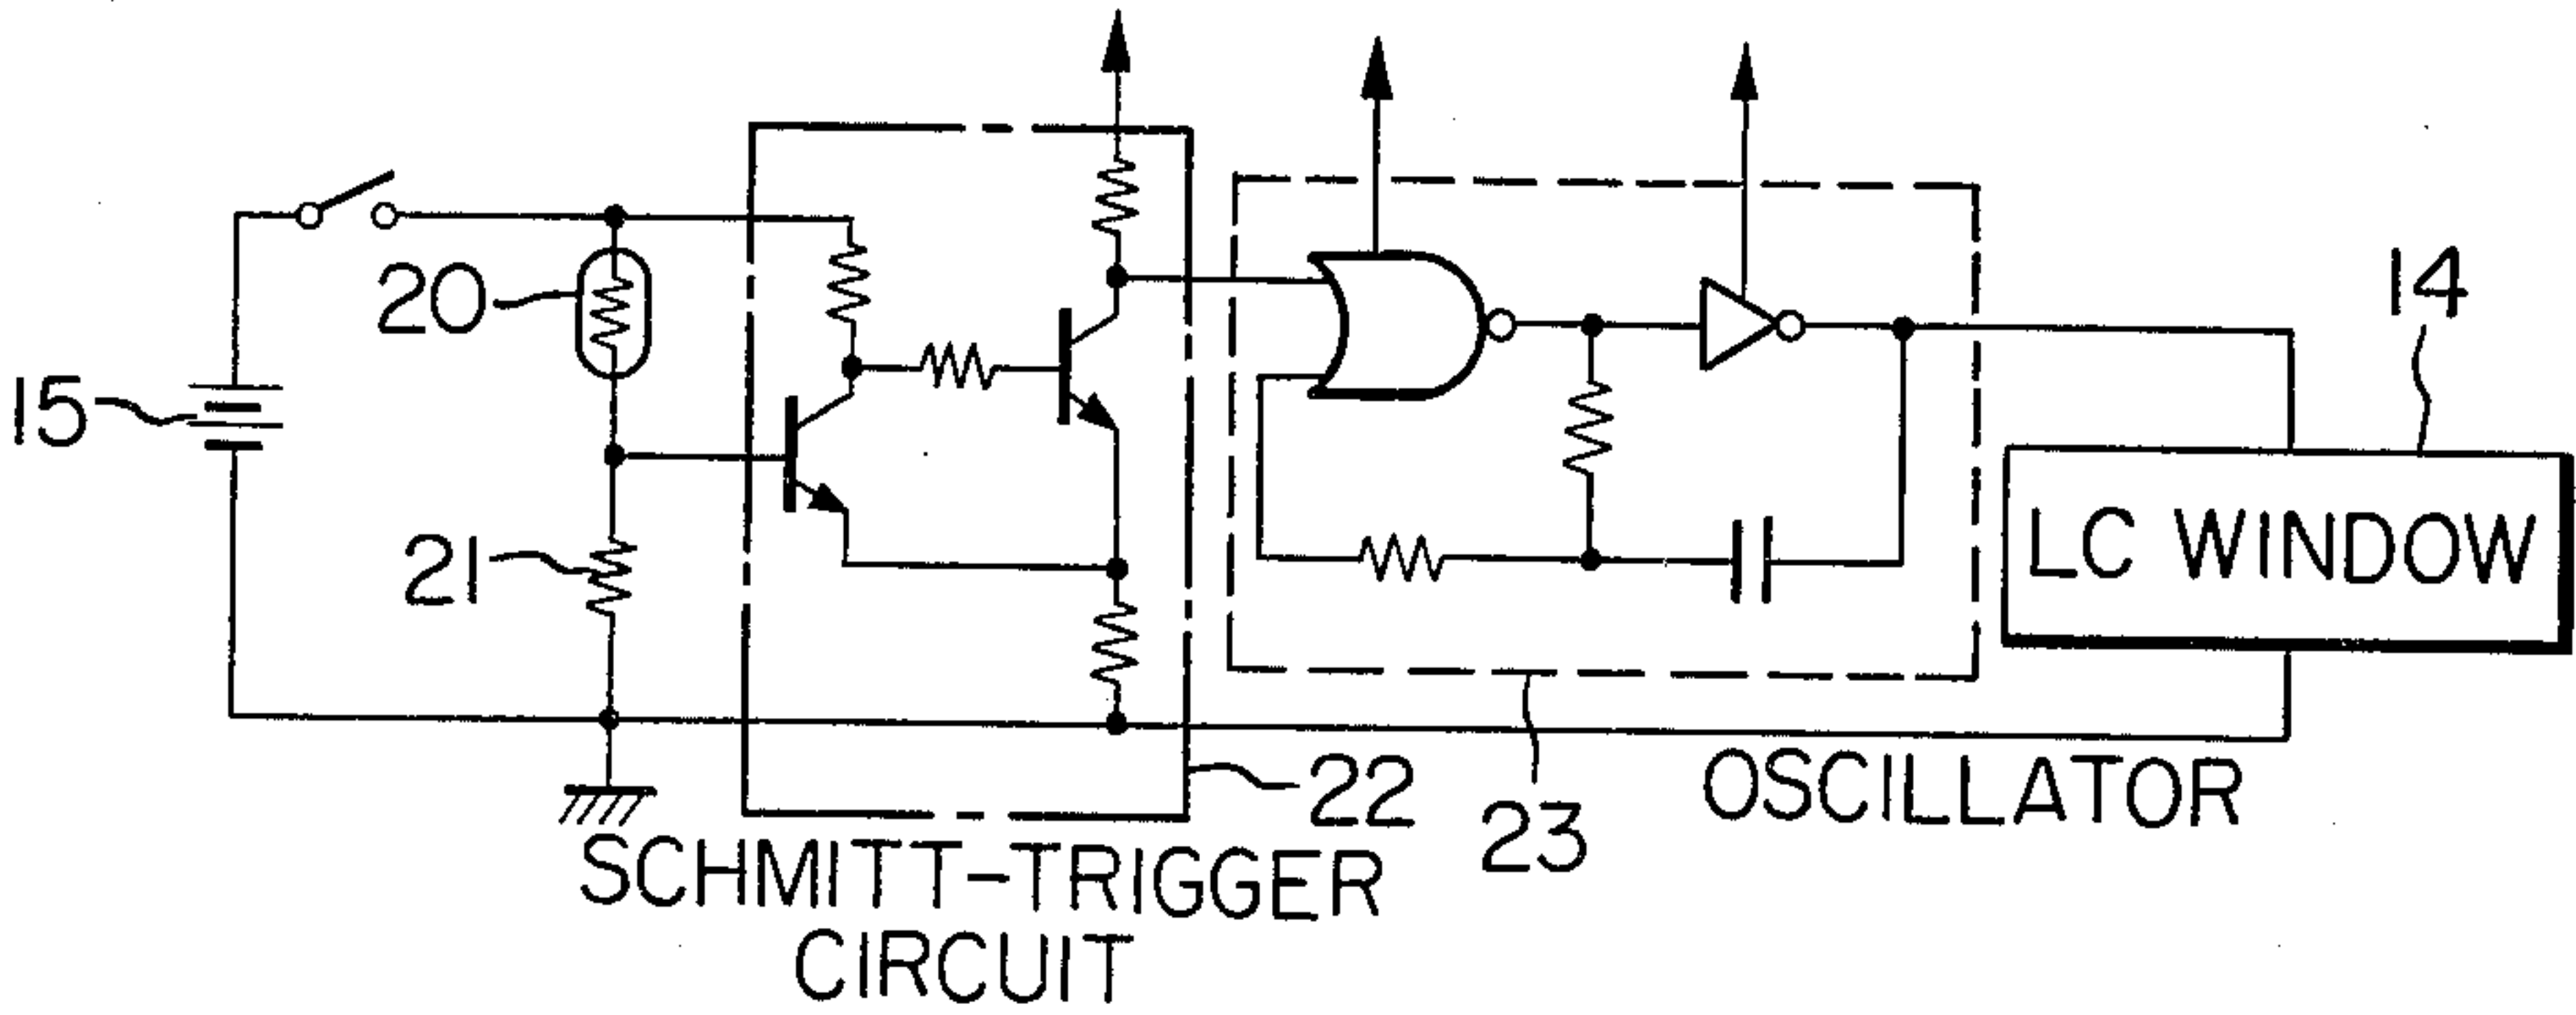 20
14
15
LC WINDOW
21
22
OSCILLATOR
23
SCHMITT-TRIGGER
CIRCUIT